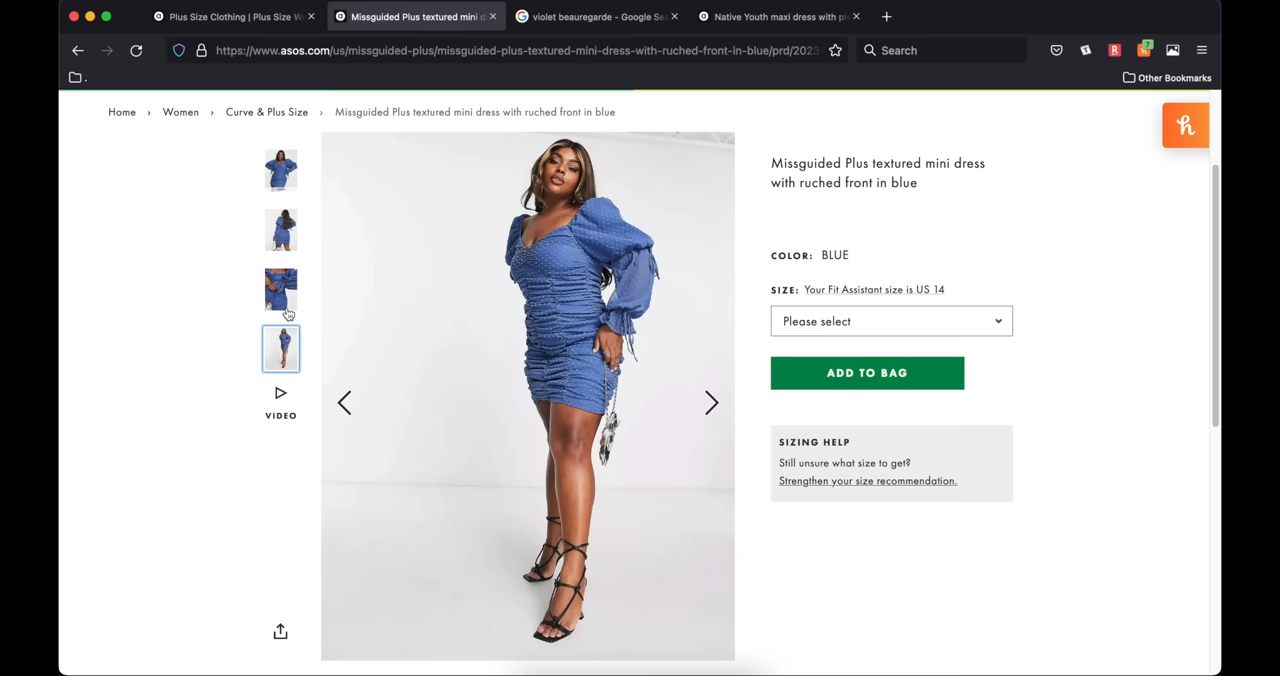 Plus Size Clothing | Plus Size W
Missguided Plus textured mini d
violet beauregarde - Google Se
Native Youth maxi dress with pl
https://www.asos.com/us/missguided-plus/missguided-plus-textured-mini-dress-with-ruched-front-in-blue/prd/2023
Search
7
.
Other Bookmarks
Home › Women › Curve & Plus Size › Missguided Plus textured mini dress with ruched front in blue
Missguided Plus textured mini dress
with ruched front in blue
COLOR: BLUE
SIZE: Your Fit Assistant size is US 14
Please select
ADD TO BAG
VIDEO
SIZING HELP
Still unsure what size to get?
Strengthen your size recommendation.